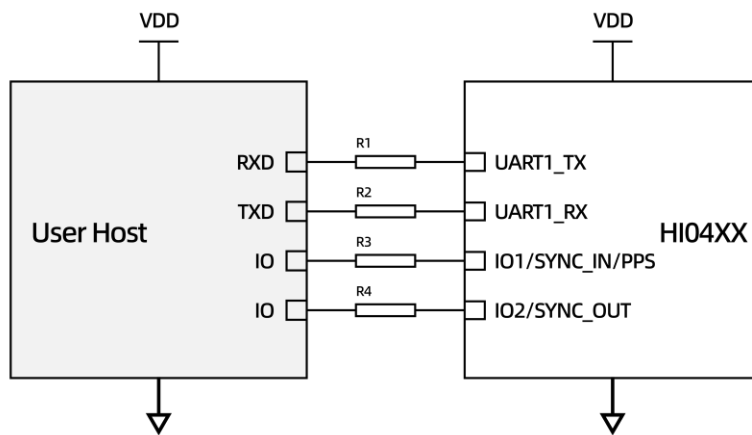 VDD VDD
R1
RXD UART1_TX
R2
TXD UART1_RX
User Host HI04XX
R3
IO IO1/SYNC_IN/PPS
R4
IO IO2/SYNC_OUT